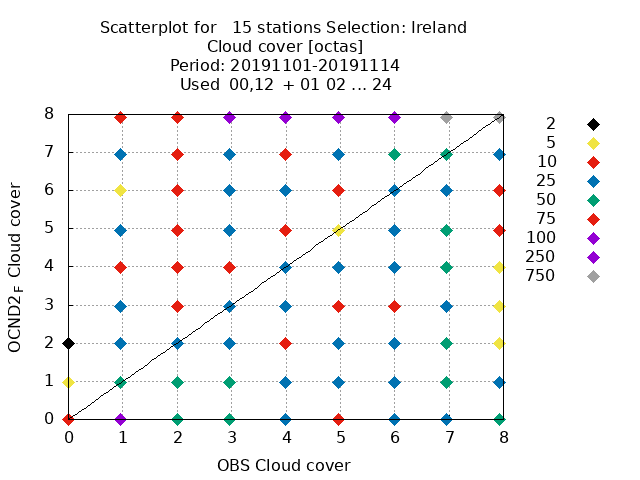 Scatterplot for   15 stations Selection: Ireland
Cloud cover [octas]
Period: 20191101-20191114
Used  00,12  + 01 02 ... 24
8
7
6
5
4
3
2
1
0
OCND2F Cloud cover
0 1 2 3 4 5 6 7 8
OBS Cloud cover
2
5
10
25
50
75
100
250
750